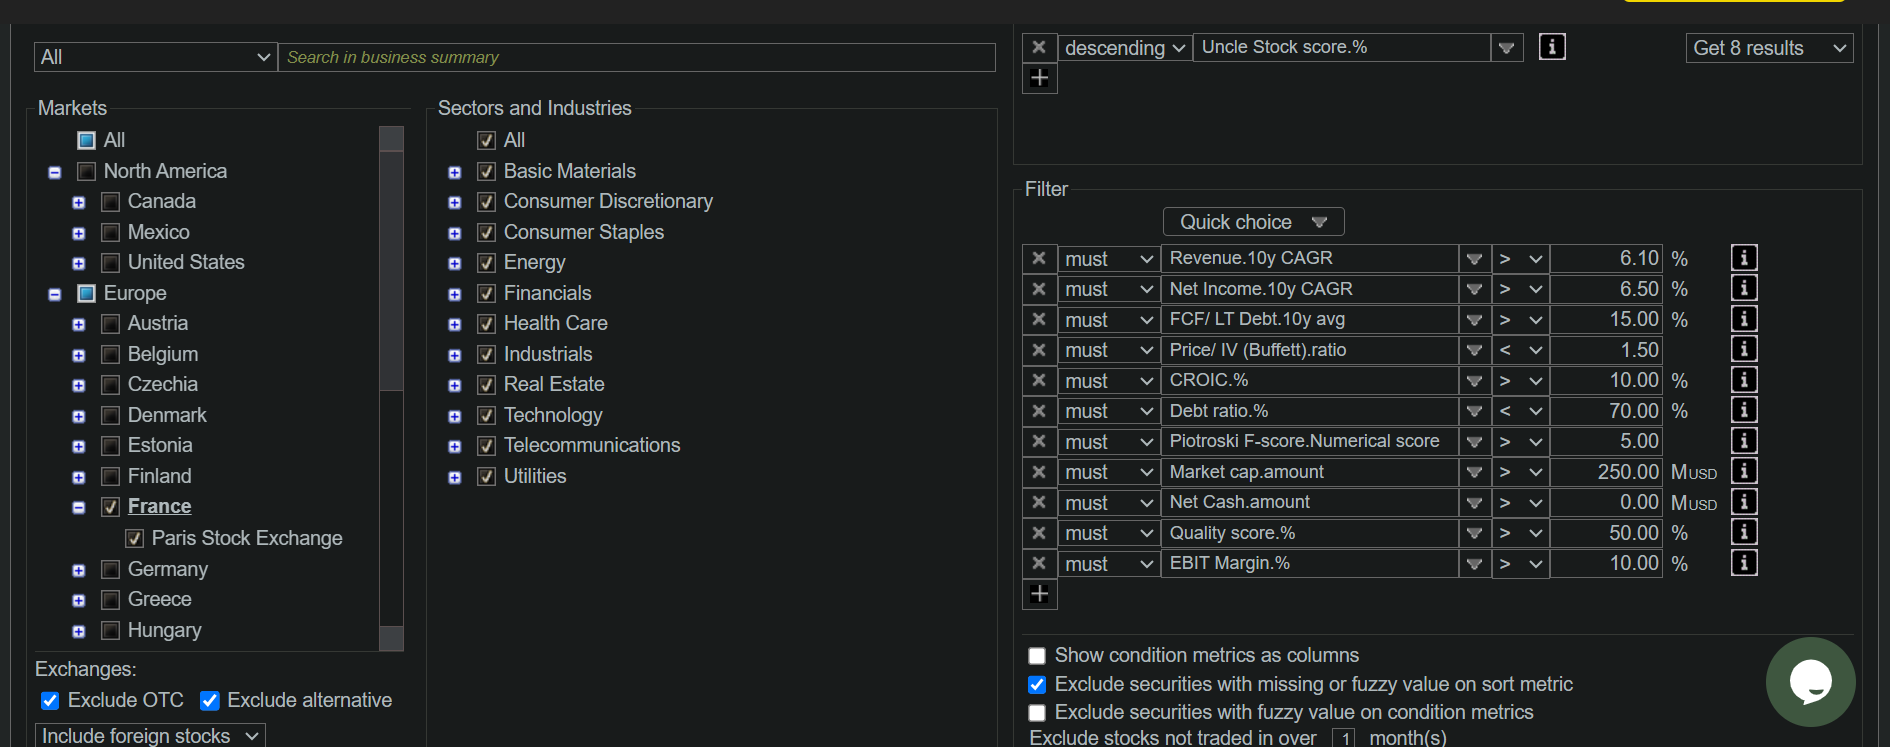 All
Search in business summary
Markets
All
North America
Canada
Mexico
United States
Europe
Austria
Belgium
Czechia
Denmark
Estonia
Finland
France
Paris Stock Exchange
Germany
Greece
Hungary
Exchanges:
Exclude OTC Exclude alternative
Include foreign stocks
Sectors and Industries
All
Basic Materials
Consumer Discretionary
Consumer Staples
Energy
Financials
Health Care
Industrials
Real Estate
Technology
Telecommunications
Utilities
descending Uncle Stock score.% i Get 8 results
Filter
Quick choice
must Revenue.10y CAGR > 6.10 % i
must Net Income.10y CAGR > 6.50 % i
must FCF/ LT Debt.10y avg > 15.00 % i
must Price/ IV (Buffett).ratio < 1.50 i
must CROIC.% > 10.00 % i
must Debt ratio.% < 70.00 % i
must Piotroski F-score.Numerical score > 5.00 i
must Market cap.amount > 250.00 MUSD i
must Net Cash.amount > 0.00 MUSD i
must Quality score.% > 50.00 % i
must EBIT Margin.% > 10.00 % i
Show condition metrics as columns
Exclude securities with missing or fuzzy value on sort metric
Exclude securities with fuzzy value on condition metrics
Exclude stocks not traded in over 1 month(s)